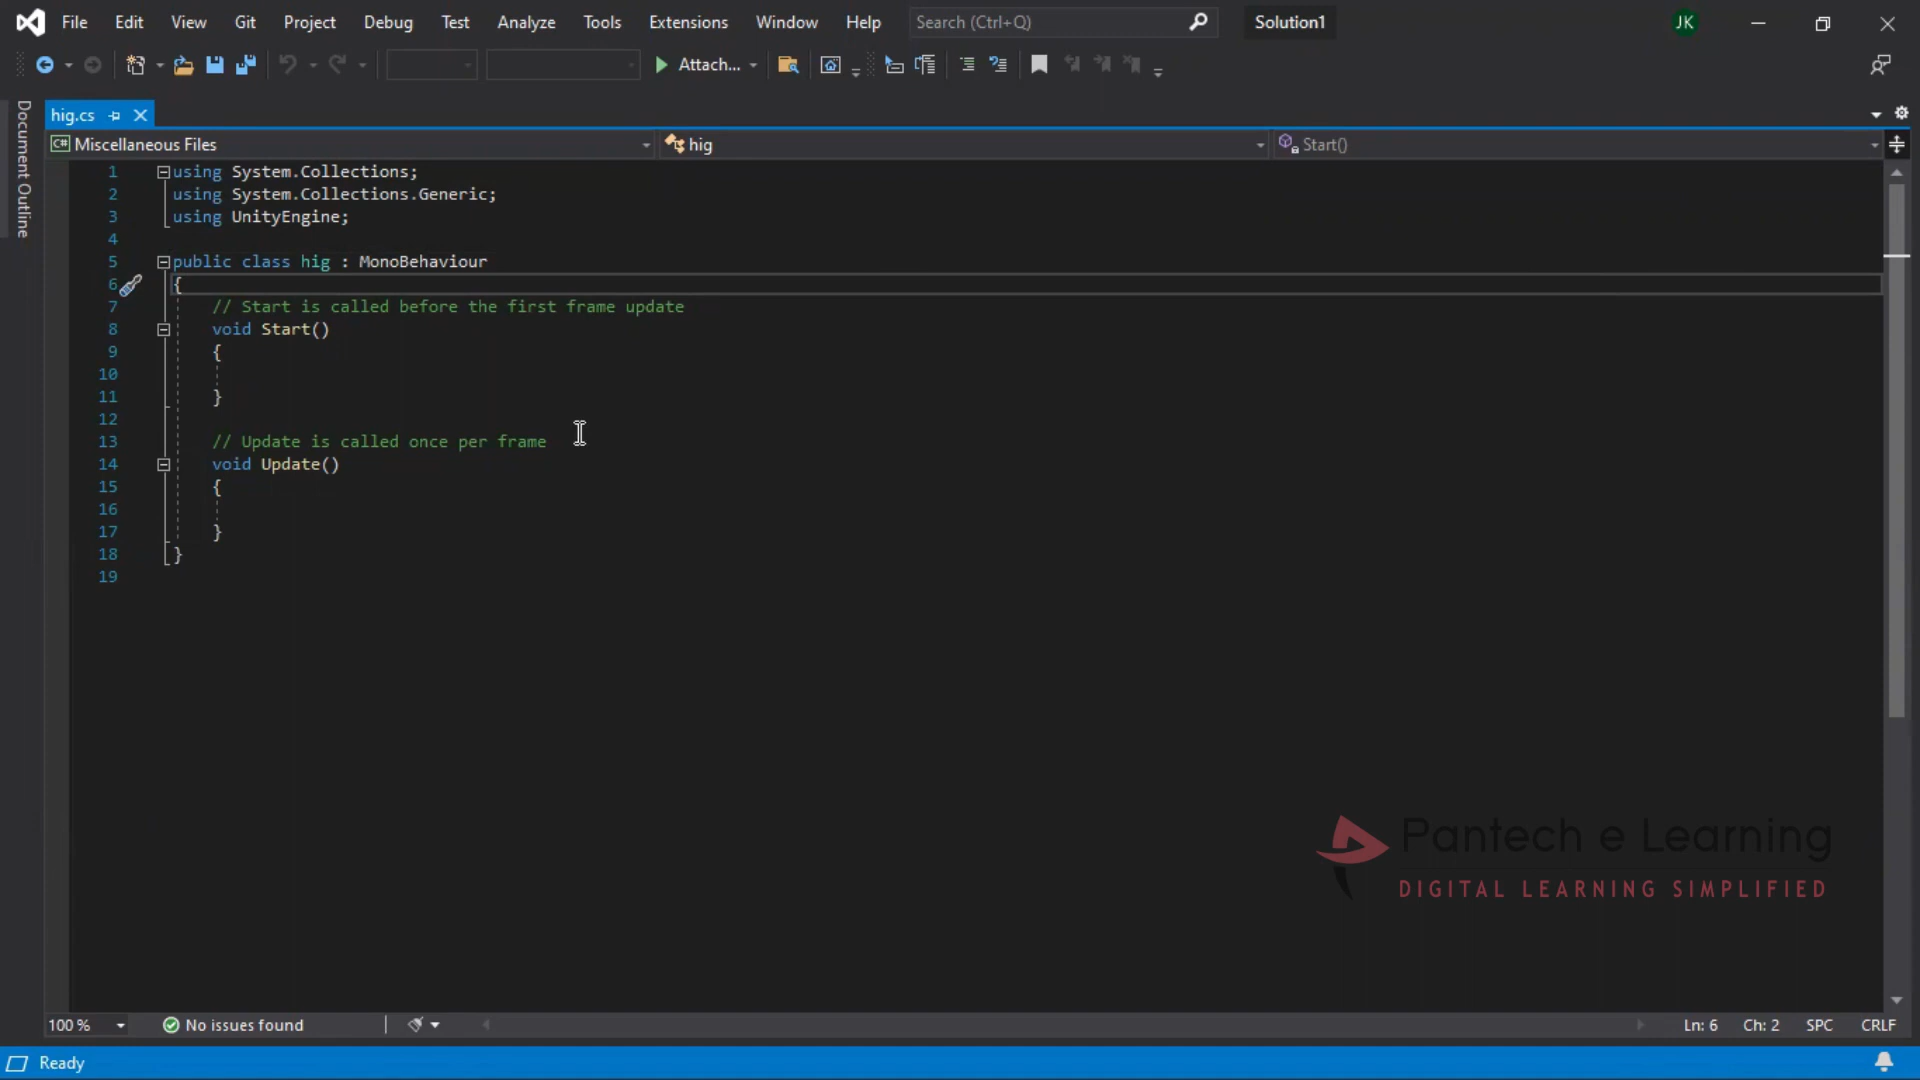 File Edit View Git Project Debug Test Analyze Tools Extensions Window Help Search (Ctrl+Q) Solution1 JK
Attach...
Document Outline
hig.cs
C# Miscellaneous Files hig Start()
1 using System.Collections;
2 using System.Collections.Generic;
3 using UnityEngine;
4
5 public class hig : MonoBehaviour
6 {
7 // Start is called before the first frame update
8 void Start()
9 {
10
11 }
12
13 // Update is called once per frame
14 void Update()
15 {
16
17 }
18 }
19
Pantech e Learning
DIGITAL LEARNING SIMPLIFIED
100 % No issues found Ln: 6 Ch: 2 SPC CRLF
Ready